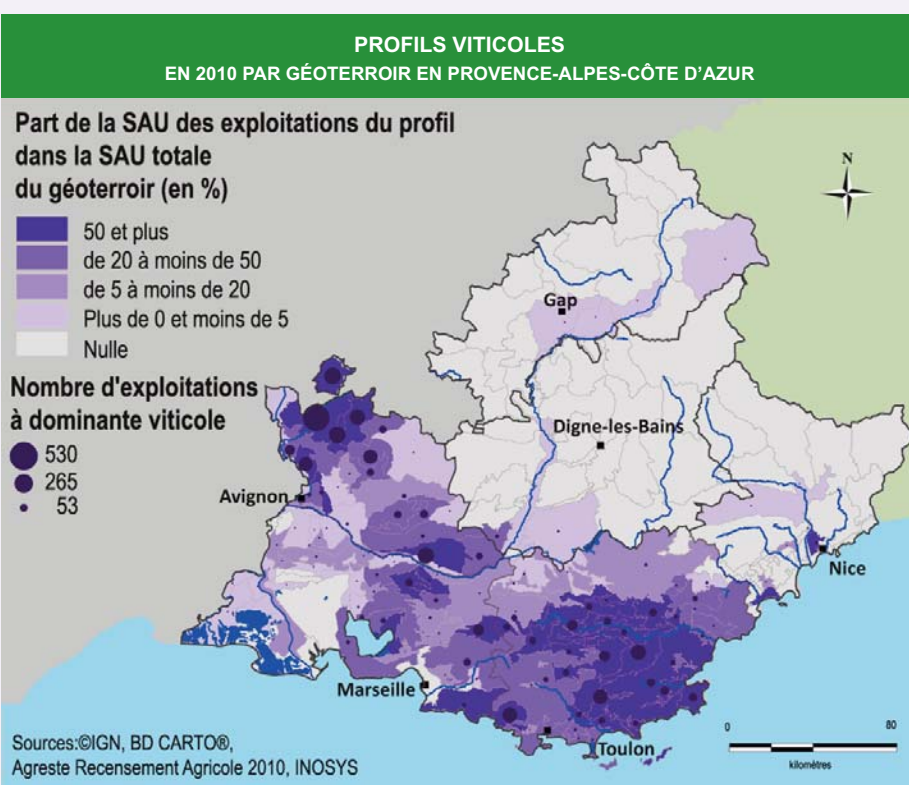 PROFILS VITICOLES
EN 2010 PAR GÉOTERROIR EN PROVENCE-ALPES-CÔTE D'AZUR
Part de la SAU des exploitations du profil
dans la SAU totale
du géoterroir (en %)
50 et plus
de 20 à moins de 50
de 5 à moins de 20
Plus de 0 et moins de 5
Nulle
Nombre d'exploitations
à dominante viticole
530
265
53
N
Gap
Digne-les-Bains
Avignon
Nice
Marseille
Toulon
0 80
kilomètres
Sources:©IGN, BD CARTO®,
Agreste Recensement Agricole 2010, INOSYS